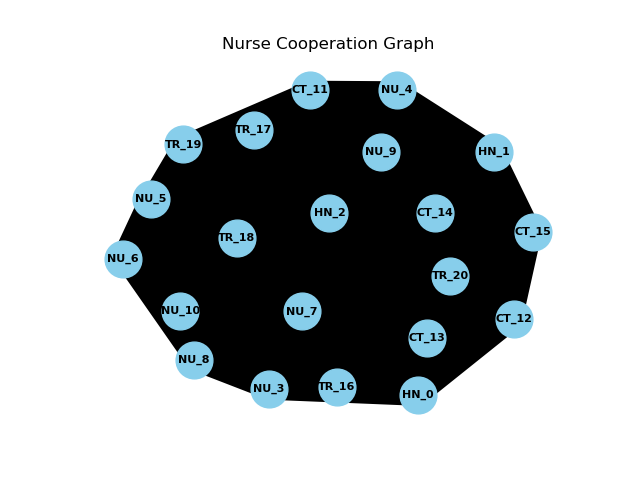 Nurse Cooperation Graph
CT_11
NU_4
TR_17
TR_19
NU_9
HN_1
NU_5
HN_2
CT_14
CT_15
TR_18
NU_6
TR_20
NU_10
NU_7
CT_12
CT_13
NU_8
NU_3
TR_16
HN_0